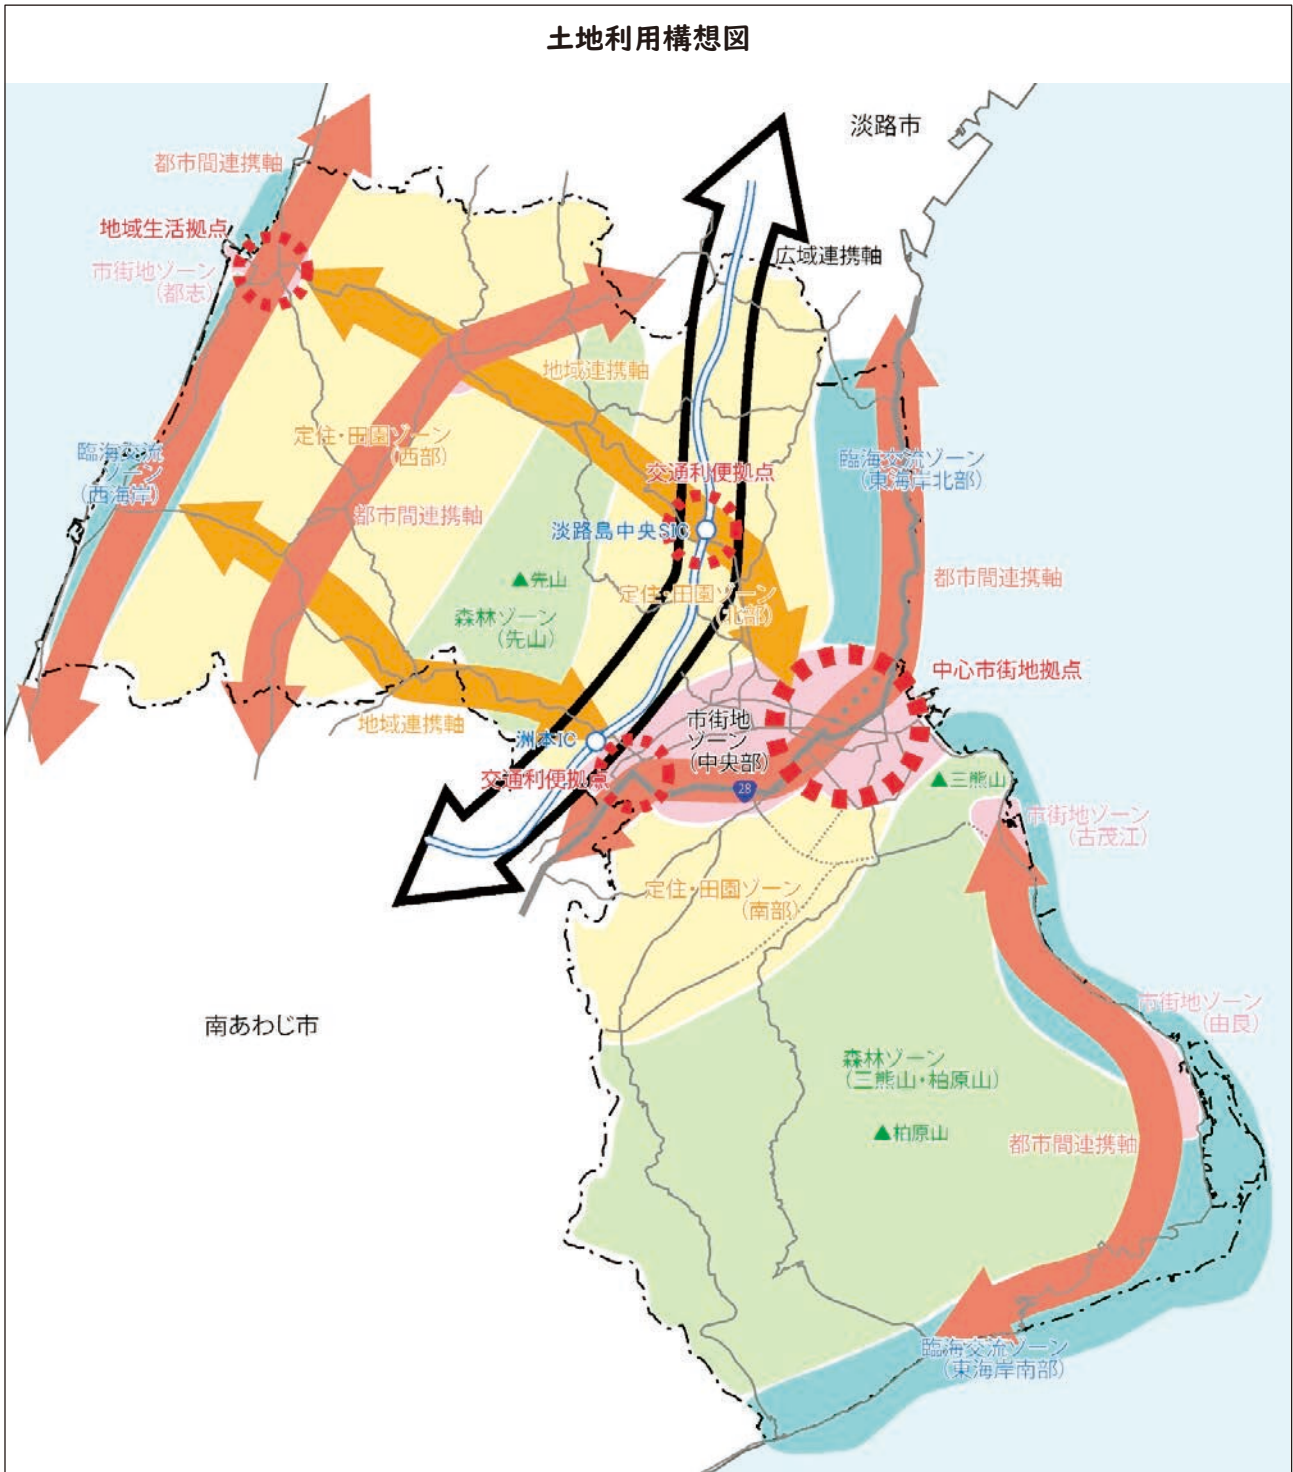 土地利用構想図
淡路市
都市間連携軸
地域生活拠点
市街地ゾーン
(都志)
広域連携軸
地域連携軸
定住・田園ゾーン
(西部)
臨海交流
ゾーン
(西海岸)
臨海交流ゾーン
(東海岸北部)
交通利便拠点
淡路島中央SIC
都市間連携軸
▲先山
森林ゾーン
(先山)
定住・田園ゾーン
(北部)
都市間連携軸
中心市街地拠点
地域連携軸
洲本IC
市街地
ゾーン
(中央部)
交通利便拠点
28
▲三熊山
市街地ゾーン
(古茂江)
定住・田園ゾーン
(南部)
市街地ゾーン
(由良)
南あわじ市
森林ゾーン
(三熊山・柏原山)
▲柏原山
都市間連携軸
臨海交流ゾーン
(東海岸南部)